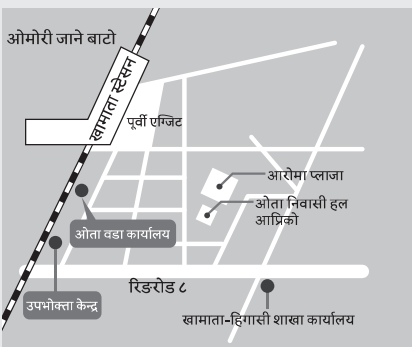 ओमोरी जाने बाटो
खामाता स्टेसन
पूर्वी एग्जिट
आरोमा प्लाजा
ओता निवासी हल
आप्रिको
ओता वडा कार्यालय
रिङरोड ८
उपभोक्ता केन्द्र
खामाता-हिगासी शाखा कार्यालय